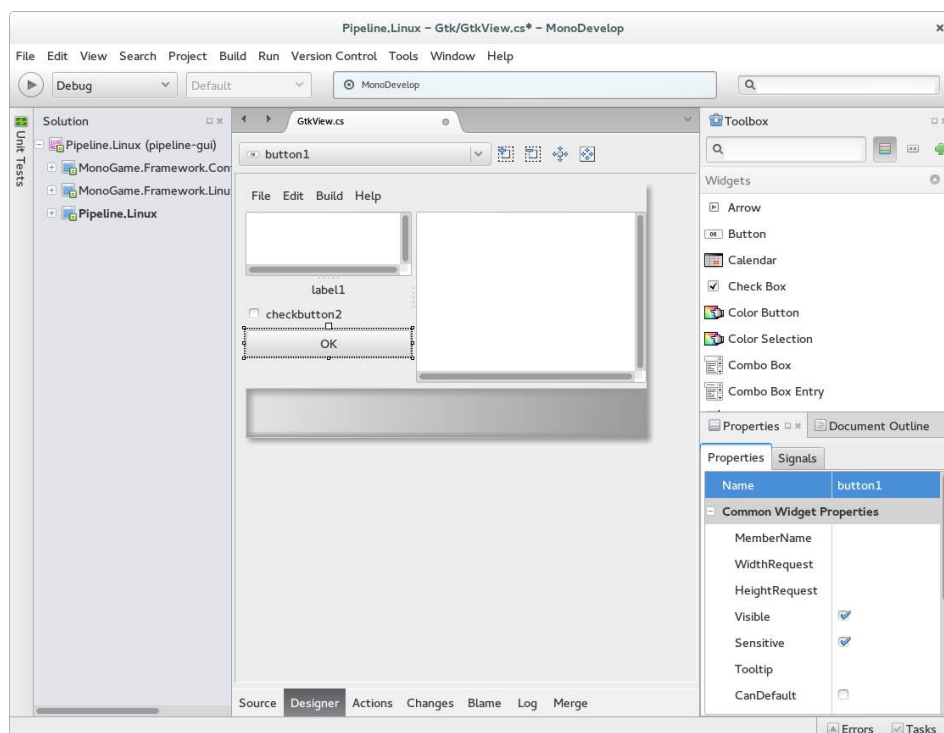 Pipeline.Linux – Gtk/GtkView.cs* – MonoDevelop
File Edit View Search Project Build Run Version Control Tools Window Help
Debug
Default
MonoDevelop
Unit Tests
Solution
Pipeline.Linux (pipeline-gui)
MonoGame.Framework.Con
MonoGame.Framework.Linu
Pipeline.Linux
GtkView.cs
button1
File Edit Build Help
label1
checkbutton2
OK
Source Designer Actions Changes Blame Log Merge
Toolbox
Widgets
Arrow
OK Button
Calendar
Check Box
Color Button
Color Selection
Combo Box
Combo Box Entry
Properties
Document Outline
Properties Signals
Name button1
Common Widget Properties
MemberName
WidthRequest
HeightRequest
Visible
Sensitive
Tooltip
CanDefault
Errors Tasks